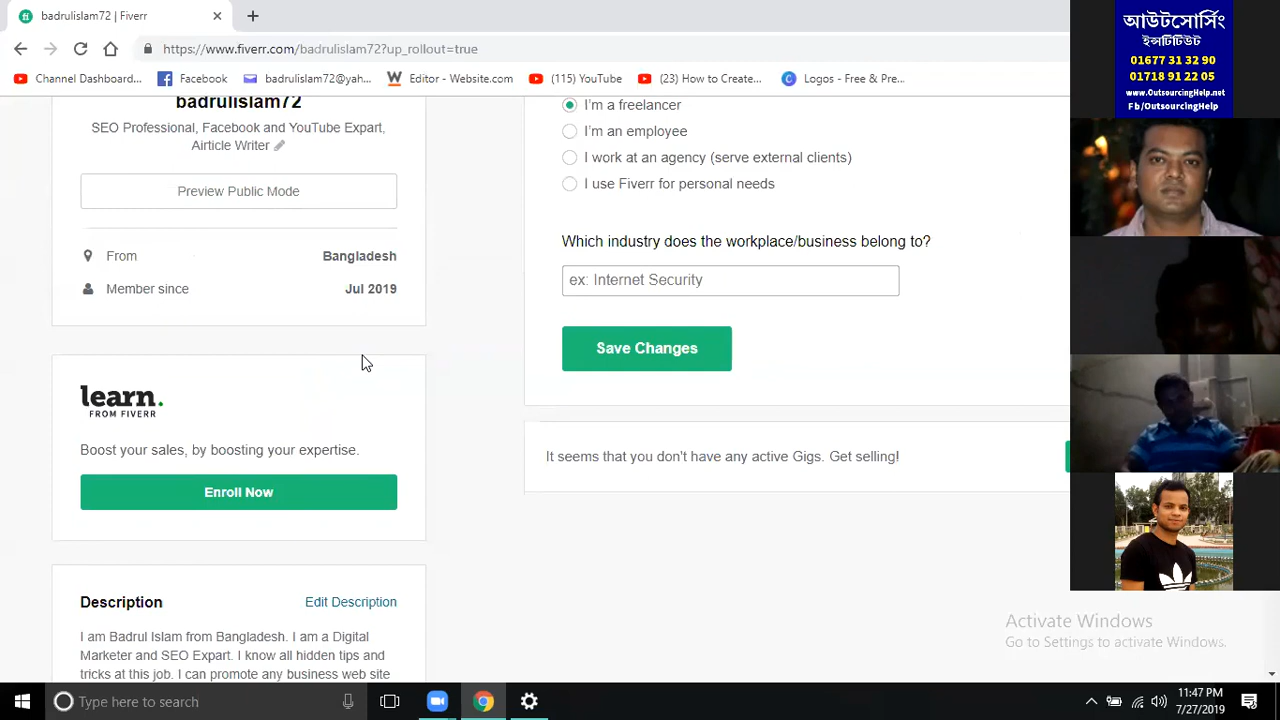 badrulislam72 | Fiverr
https://www.fiverr.com/badrulislam72?up_rollout=true
Channel Dashboard...
Facebook
badrulislam72@yah...
Editor - Website.com
(115) YouTube
(23) How to Create...
Logos - Free & Pre...
badrulislam72
SEO Professional, Facebook and YouTube Expart,
Airticle Writer
Preview Public Mode
From Bangladesh
Member since Jul 2019
learn.
FROM FIVERR
Boost your sales, by boosting your expertise.
Enroll Now
Description Edit Description
I am Badrul Islam from Bangladesh. I am a Digital
Marketer and SEO Expart. I know all hidden tips and
tricks at this job. I can promote any business web site
I'm a freelancer
I'm an employee
I work at an agency (serve external clients)
I use Fiverr for personal needs
Which industry does the workplace/business belong to?
ex: Internet Security
Save Changes
It seems that you don't have any active Gigs. Get selling!
আউটসোর্সিং
ইন্সটিটিউট
01677 31 32 90
01718 91 22 05
www.OutsourcingHelp.net
Fb/OutsourcingHelp
Activate Windows
Go to Settings to activate Windows.
Type here to search
11:47 PM
7/27/2019